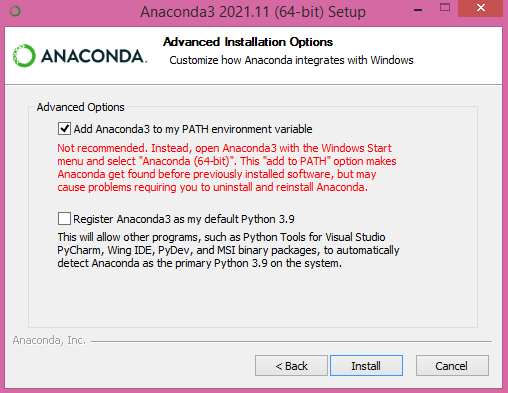 Anaconda3 2021.11 (64-bit) Setup
ANACONDA.
Advanced Installation Options
Customize how Anaconda integrates with Windows
Advanced Options
Add Anaconda3 to my PATH environment variable
Not recommended. Instead, open Anaconda3 with the Windows Start
menu and select "Anaconda (64-bit)". This "add to PATH" option makes
Anaconda get found before previously installed software, but may
cause problems requiring you to uninstall and reinstall Anaconda.
Register Anaconda3 as my default Python 3.9
This will allow other programs, such as Python Tools for Visual Studio
PyCharm, Wing IDE, PyDev, and MSI binary packages, to automatically
detect Anaconda as the primary Python 3.9 on the system.
Anaconda, Inc.
< Back
Install
Cancel